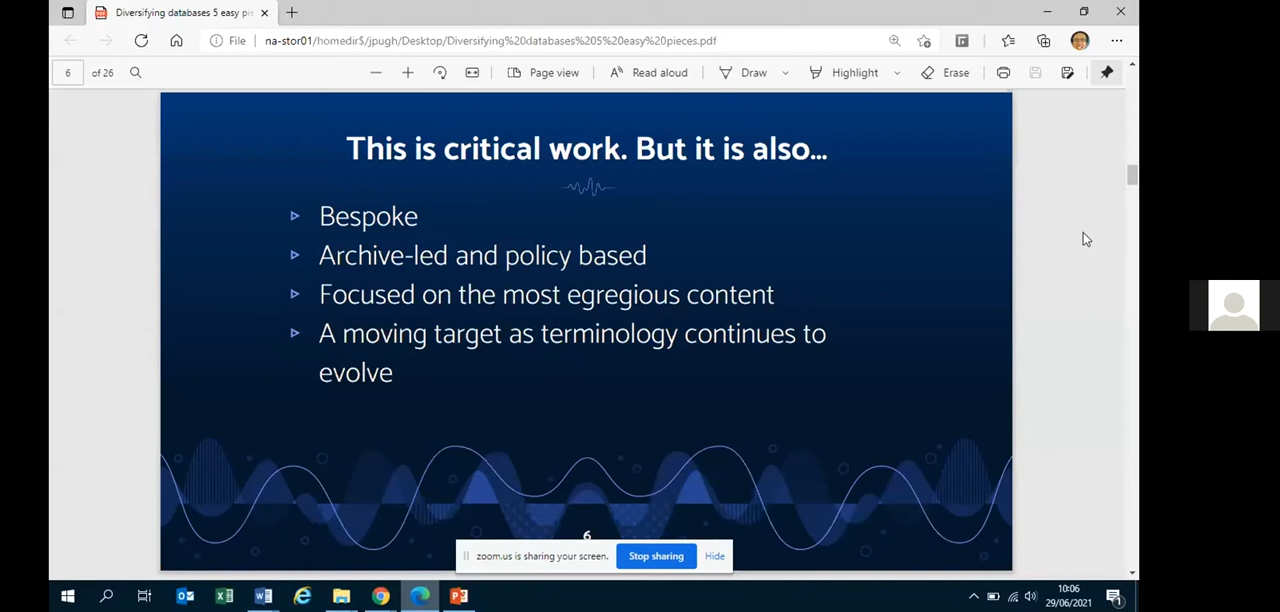 Diversifying databases 5 easy pi
File
na-stor01/homedir$/jpugh/Desktop/Diversifying%20databases%205%20easy%20pieces.pdf
6 of 26
Page view
Read aloud
Draw
Highlight
Erase
This is critical work. But it is also...
Bespoke
Archive-led and policy based
Focused on the most egregious content
A moving target as terminology continues to
evolve
6
zoom.us is sharing your screen. Stop sharing Hide
10:06
29/06/2021